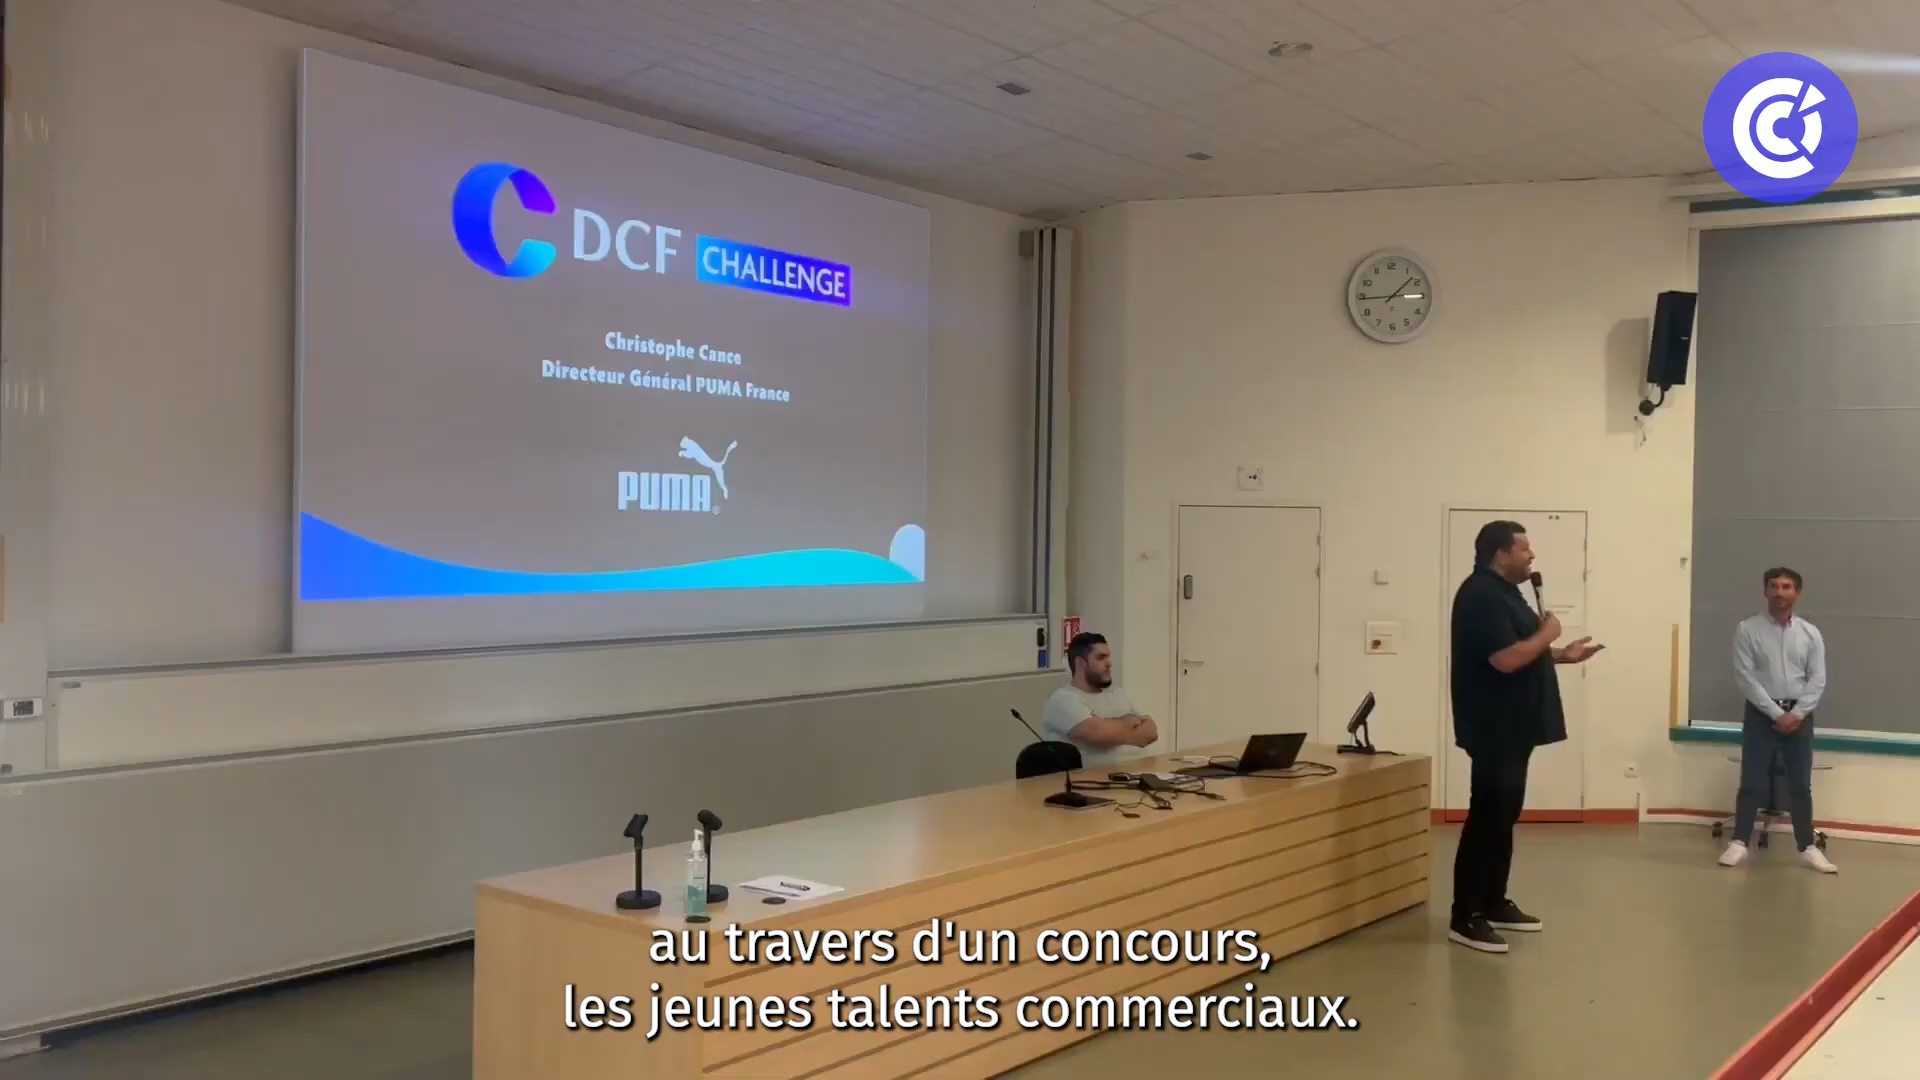 DCF CHALLENGE
Christophe Cance
Directeur Général PUMA France
PUMA
au travers d'un concours,
les jeunes talents commerciaux.